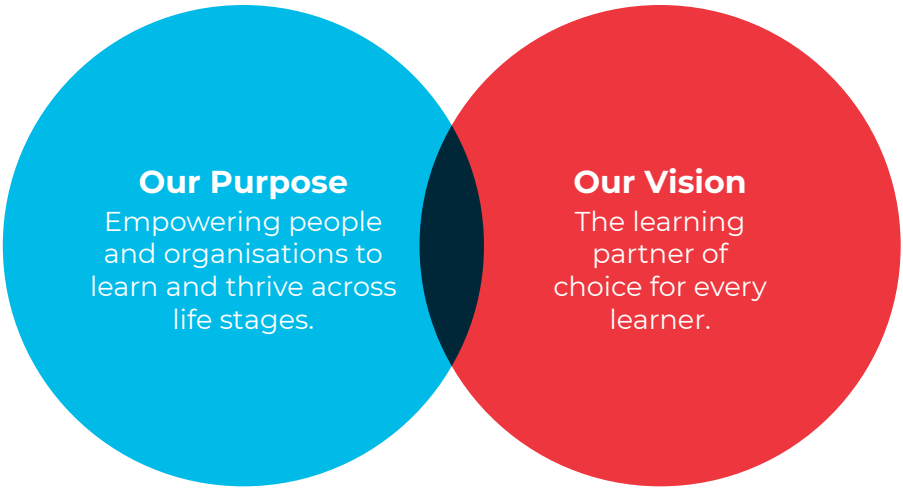 Our Purpose
Empowering people
and organisations to
learn and thrive across
life stages.
Our Vision
The learning
partner of
choice for every
learner.